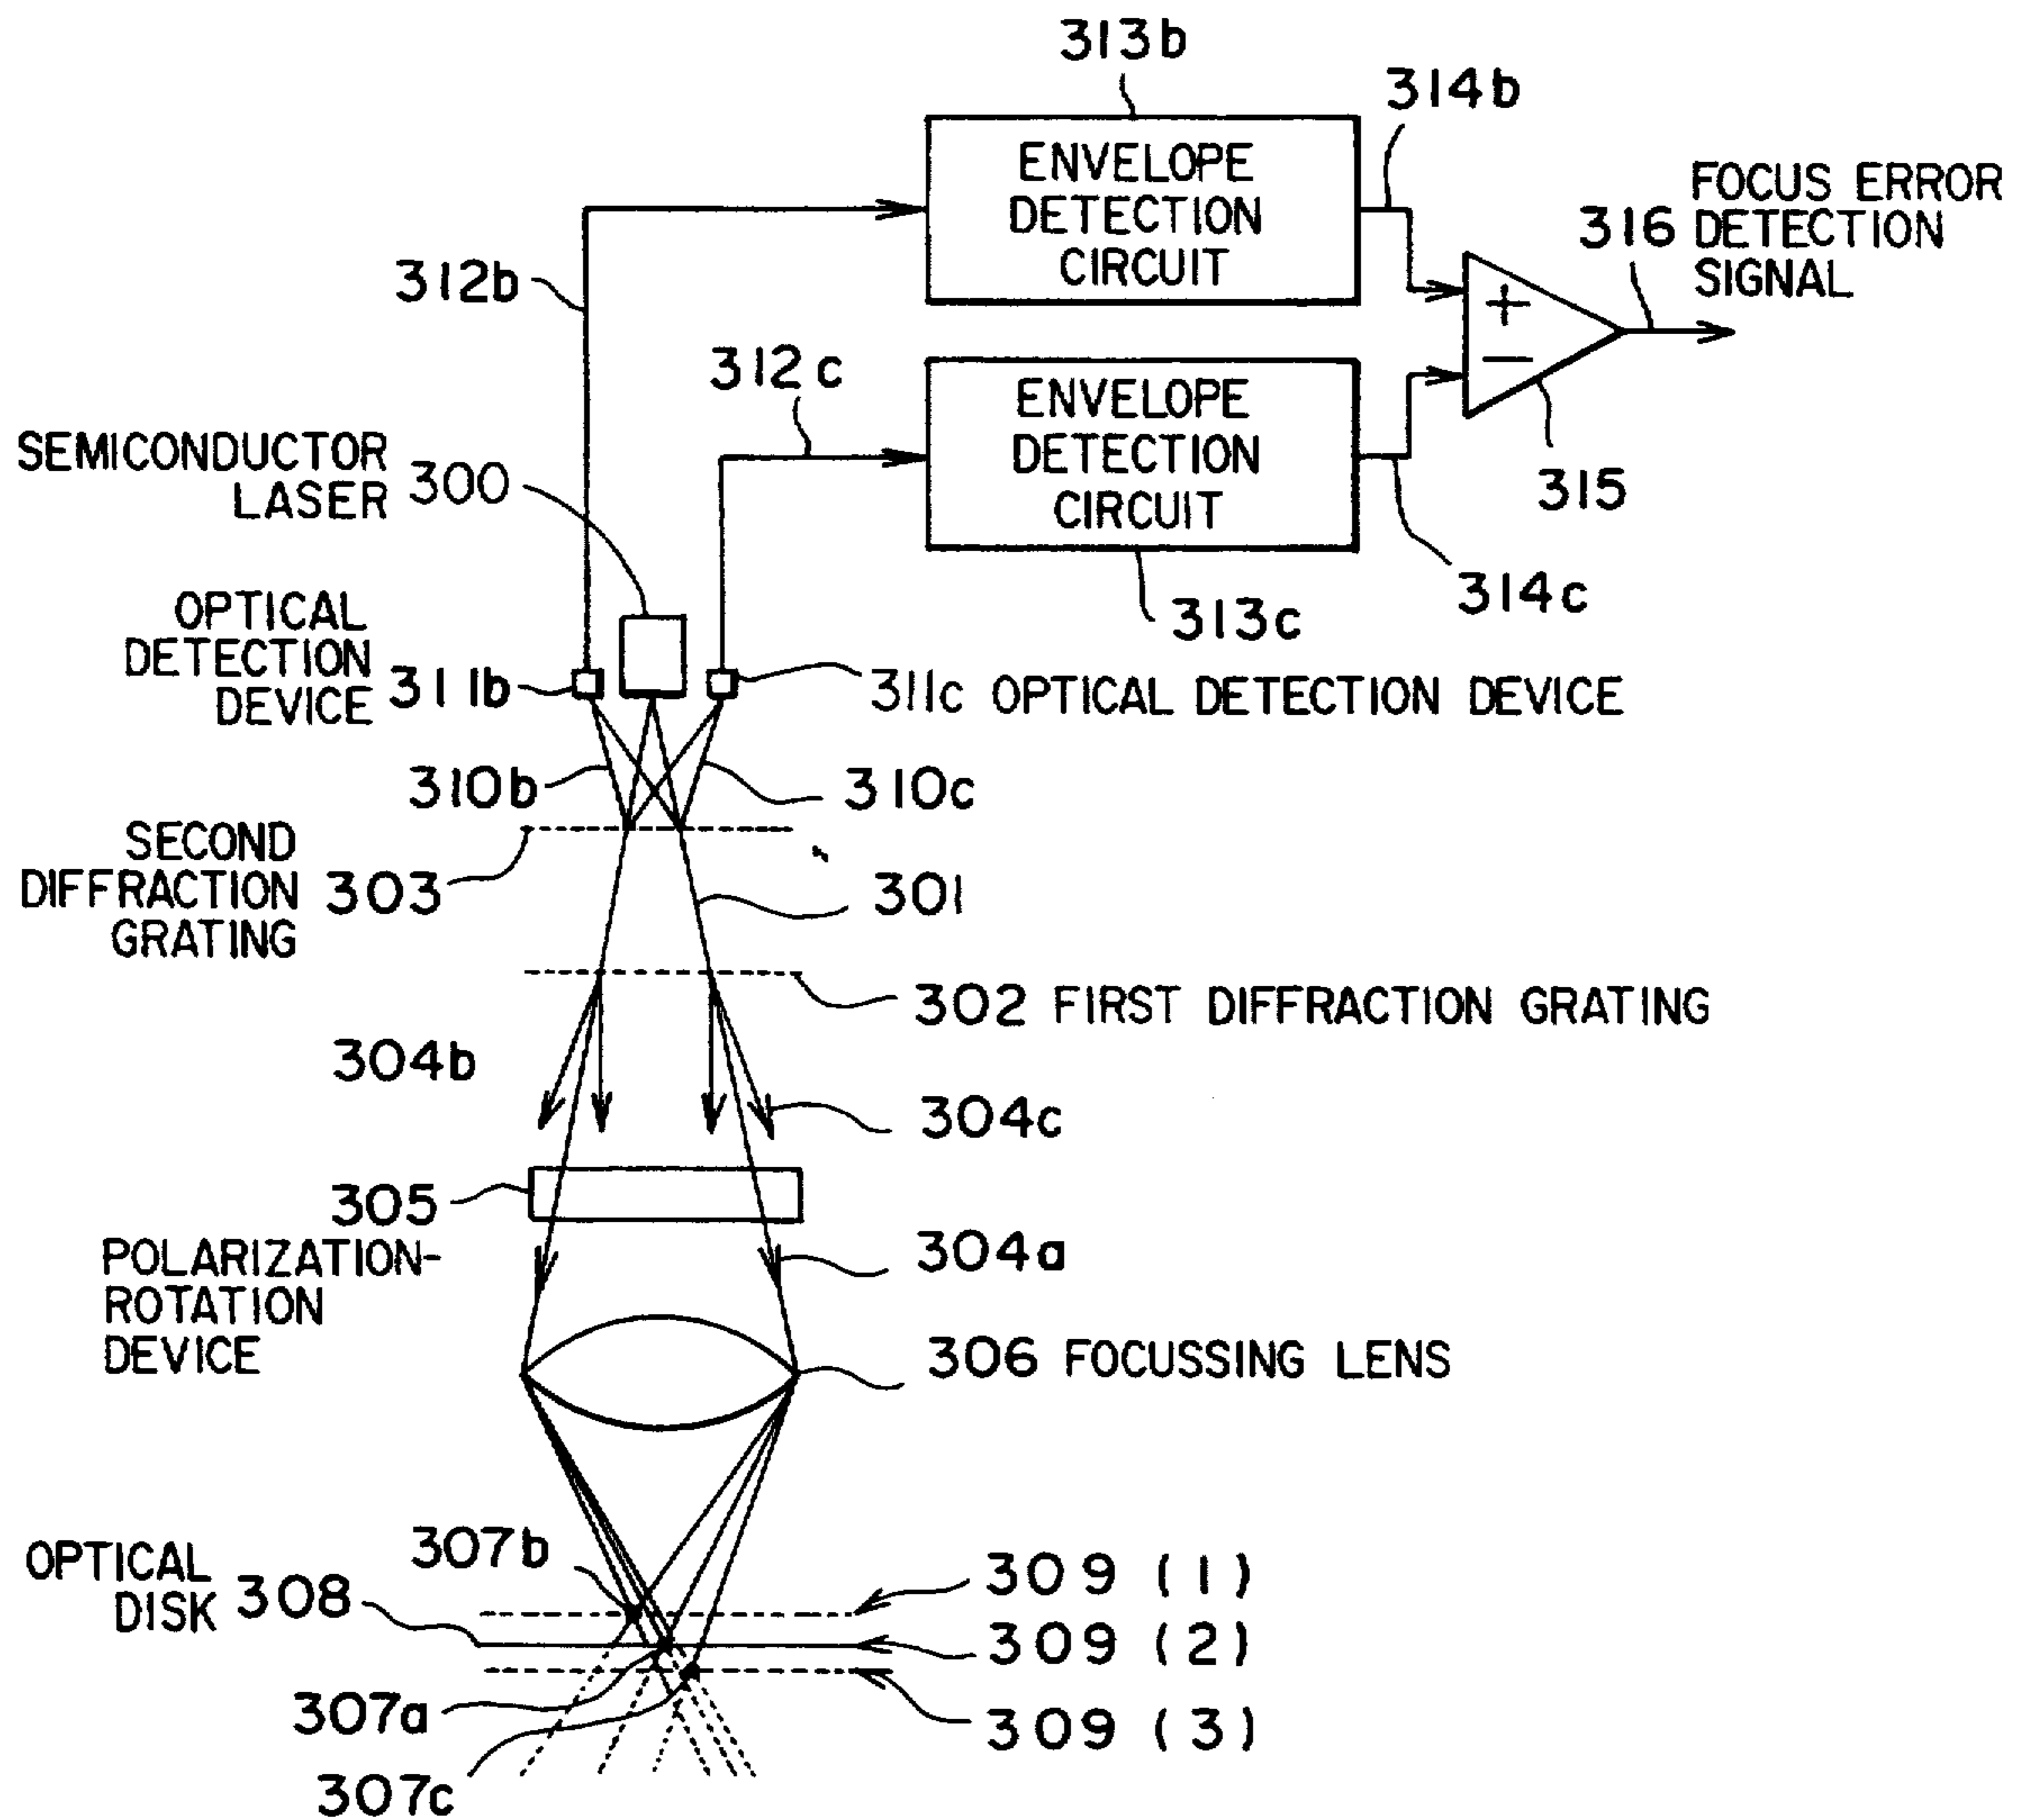 313b
314b
ENVELOPE
DETECTION
CIRCUIT
FOCUS ERROR
316 DETECTION
SIGNAL
+
−
312b
312c
ENVELOPE
DETECTION
CIRCUIT
315
SEMICONDUCTOR
LASER 300
314c
313c
OPTICAL
DETECTION
DEVICE 311b
311c OPTICAL DETECTION DEVICE
310b
310c
SECOND
DIFFRACTION 303
GRATING
301
302 FIRST DIFFRACTION GRATING
304b
304c
305
POLARIZATION-
ROTATION
DEVICE
304a
306 FOCUSSING LENS
307b
OPTICAL
DISK 308
309 (1)
309 (2)
309 (3)
307a
307c